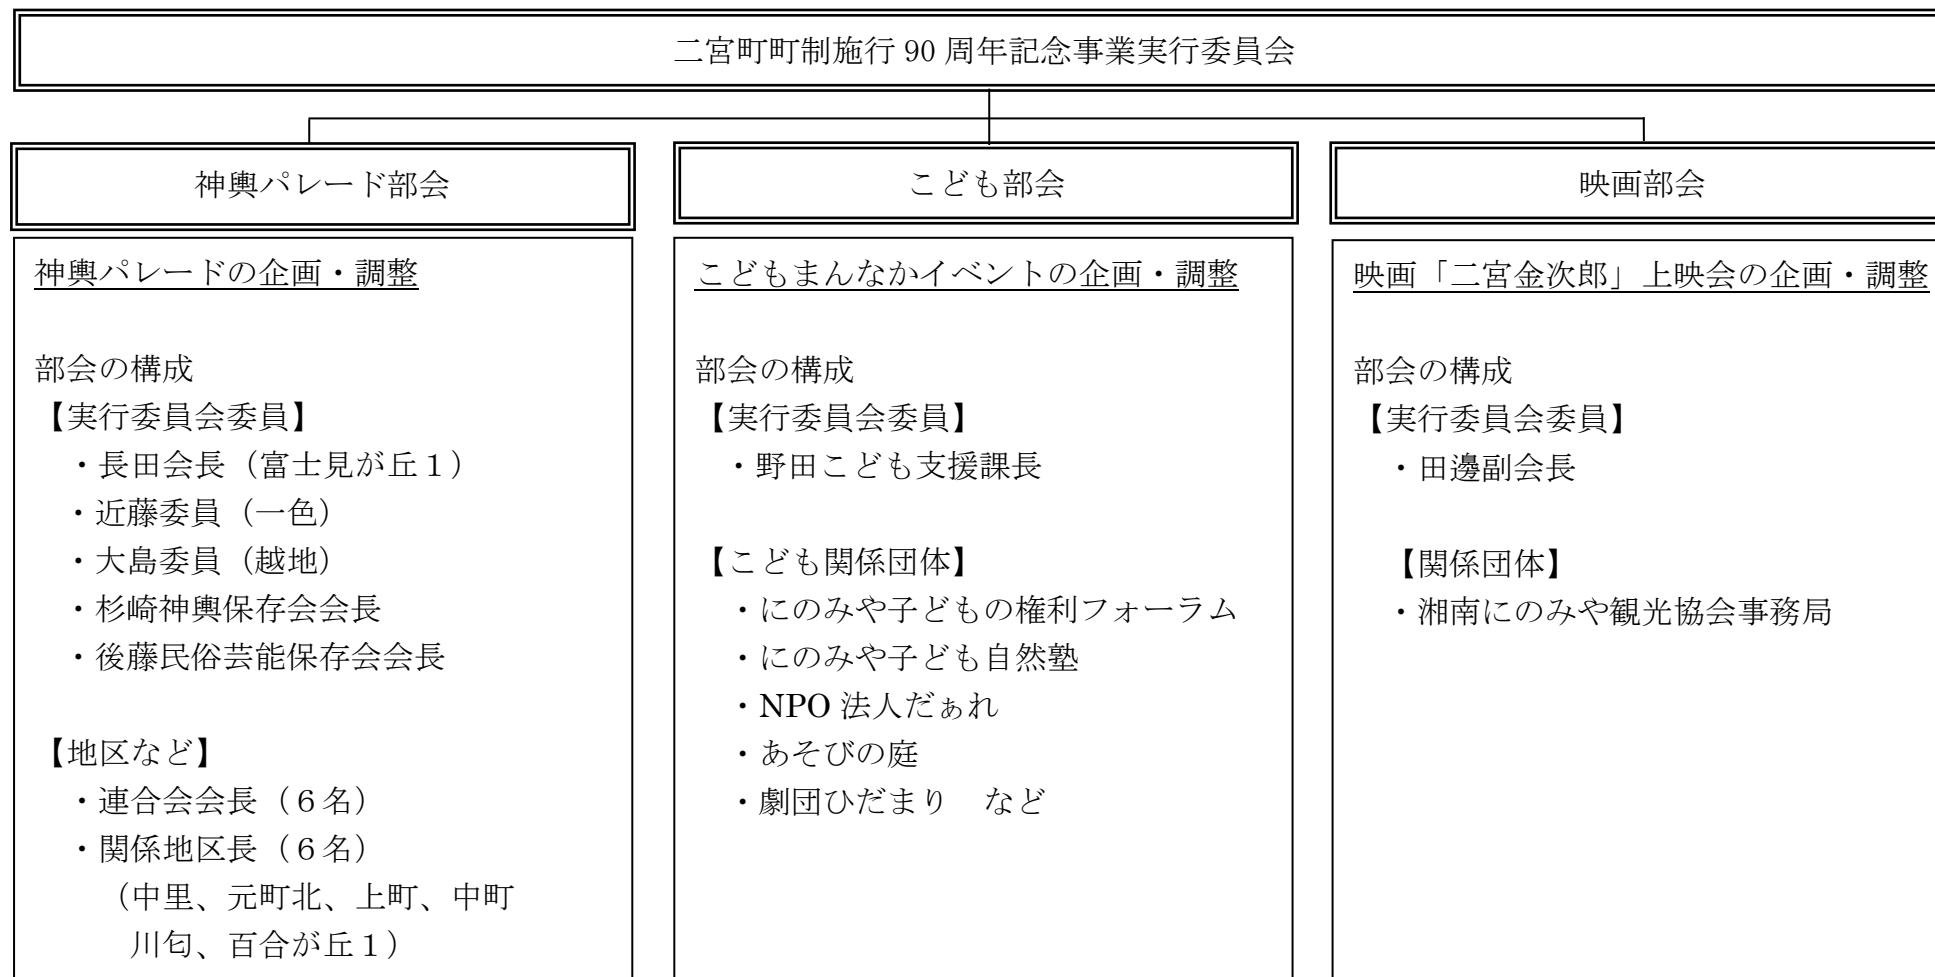 二宮町町制施行 90 周年記念事業実行委員会
神輿パレード部会
神輿パレードの企画・調整
部会の構成
【実行委員会委員】
・長田会長（富士見が丘１）
・近藤委員（一色）
・大島委員（越地）
・杉崎神輿保存会会長
・後藤民俗芸能保存会会長
【地区など】
・連合会会長（６名）
・関係地区長（６名）
（中里、元町北、上町、中町
川匂、百合が丘１）
こども部会
こどもまんなかイベントの企画・調整
部会の構成
【実行委員会委員】
・野田こども支援課長
【こども関係団体】
・にのみや子どもの権利フォーラム
・にのみや子ども自然塾
・NPO 法人だぁれ
・あそびの庭
・劇団ひだまり　など
映画部会
映画「二宮金次郎」上映会の企画・調整
部会の構成
【実行委員会委員】
・田邊副会長
【関係団体】
・湘南にのみや観光協会事務局